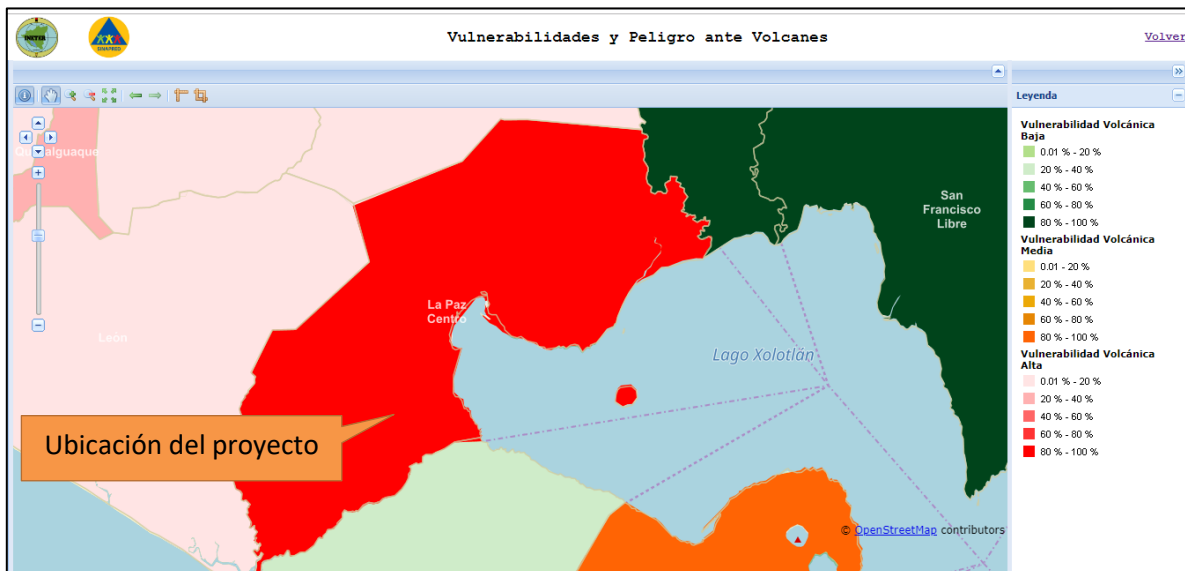 INETER
SINAPRED
Vulnerabilidades y Peligro ante Volcanes
Volver
Leyenda
Vulnerabilidad Volcánica
Baja
0.01 % - 20 %
20 % - 40 %
40 % - 60 %
60 % - 80 %
80 % - 100 %
Vulnerabilidad Volcánica
Media
0.01 - 20 %
20 % - 40 %
40 % - 60 %
60 % - 80 %
80 % - 100 %
Vulnerabilidad Volcánica
Alta
0.01 % - 20 %
20 % - 40 %
40 % - 60 %
60 % - 80 %
80 % - 100 %
San
Francisco
Libre
La Paz
Centro
León
Lago Xolotlán
Ubicación del proyecto
© OpenStreetMap contributors